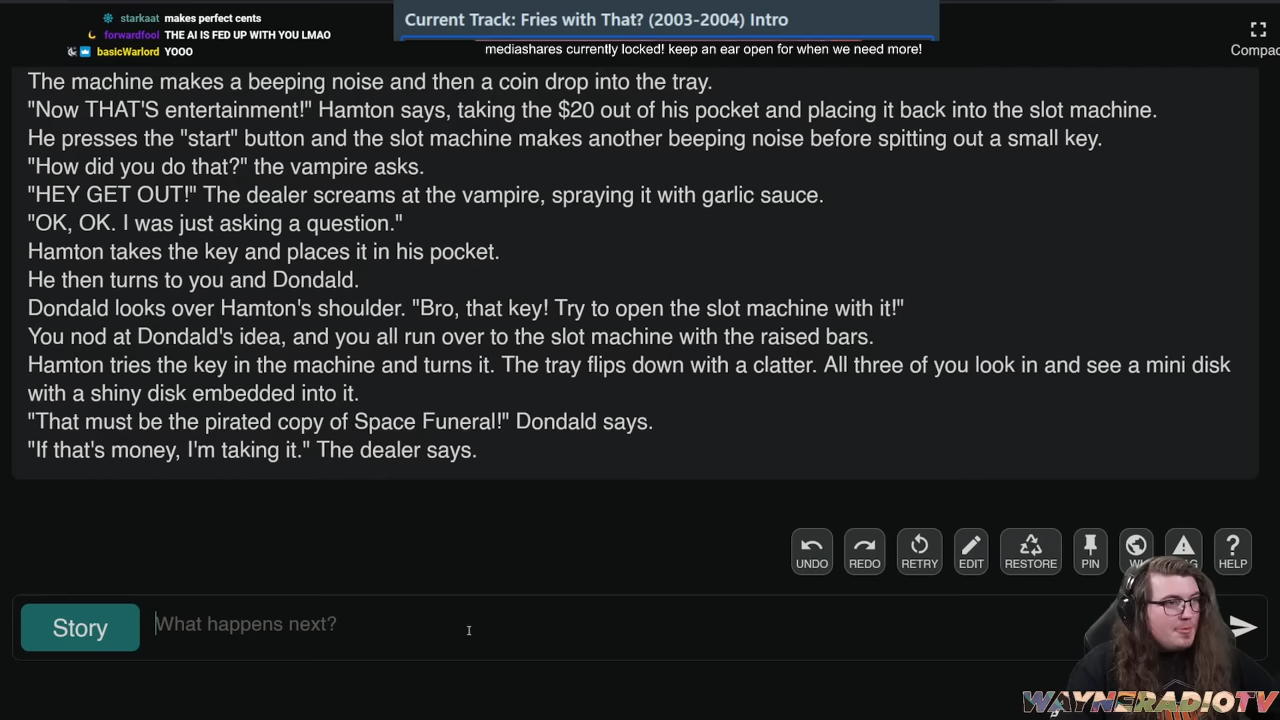 starkaat makes perfect cents
forwardfool THE AI IS FED UP WITH YOU LMAO
basicWarlord YOOO
Current Track: Fries with That? (2003-2004) Intro
mediashares currently locked! keep an ear open for when we need more!
Compac
The machine makes a beeping noise and then a coin drop into the tray.
"Now THAT'S entertainment!" Hamton says, taking the $20 out of his pocket and placing it back into the slot machine.
He presses the "start" button and the slot machine makes another beeping noise before spitting out a small key.
"How did you do that?" the vampire asks.
"HEY GET OUT!" The dealer screams at the vampire, spraying it with garlic sauce.
"OK, OK. I was just asking a question."
Hamton takes the key and places it in his pocket.
He then turns to you and Dondald.
Dondald looks over Hamton's shoulder. "Bro, that key! Try to open the slot machine with it!"
You nod at Dondald's idea, and you all run over to the slot machine with the raised bars.
Hamton tries the key in the machine and turns it. The tray flips down with a clatter. All three of you look in and see a mini disk
with a shiny disk embedded into it.
"That must be the pirated copy of Space Funeral!" Dondald says.
"If that's money, I'm taking it." The dealer says.
UNDO REDO RETRY EDIT RESTORE PIN HELP
Story What happens next?
WAYNERADIOTV